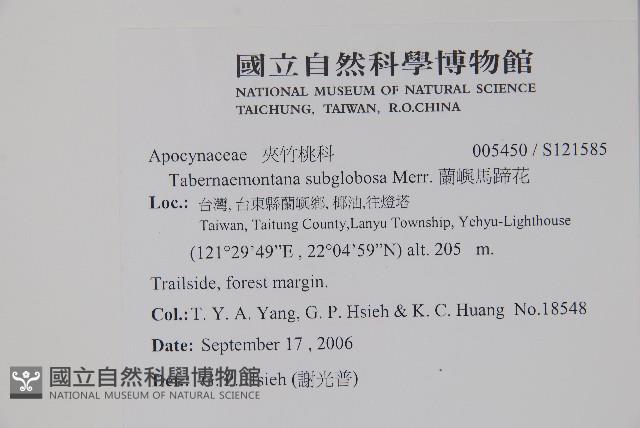 國立自然科學博物館
NATIONAL MUSEUM OF NATURAL SCIENCE
TAICHUNG, TAIWAN, R.O.CHINA
Apocynaceae 夾竹桃科 005450 / S121585
Tabernaemontana subglobosa Merr. 蘭嶼馬蹄花
Loc.: 台灣, 台東縣蘭嶼鄉, 椰油,往燈塔
Taiwan, Taitung County,Lanyu Township, Yehyu-Lighthouse
(121°29'49"E , 22°04'59"N) alt. 205 m.
Trailside, forest margin.
Col.: T. Y. A. Yang, G. P. Hsieh & K. C. Huang No.18548
Date: September 17 , 2006
Hsieh (謝光普)
國立自然科學博物館
NATIONAL MUSEUM OF NATURAL SCIENCE